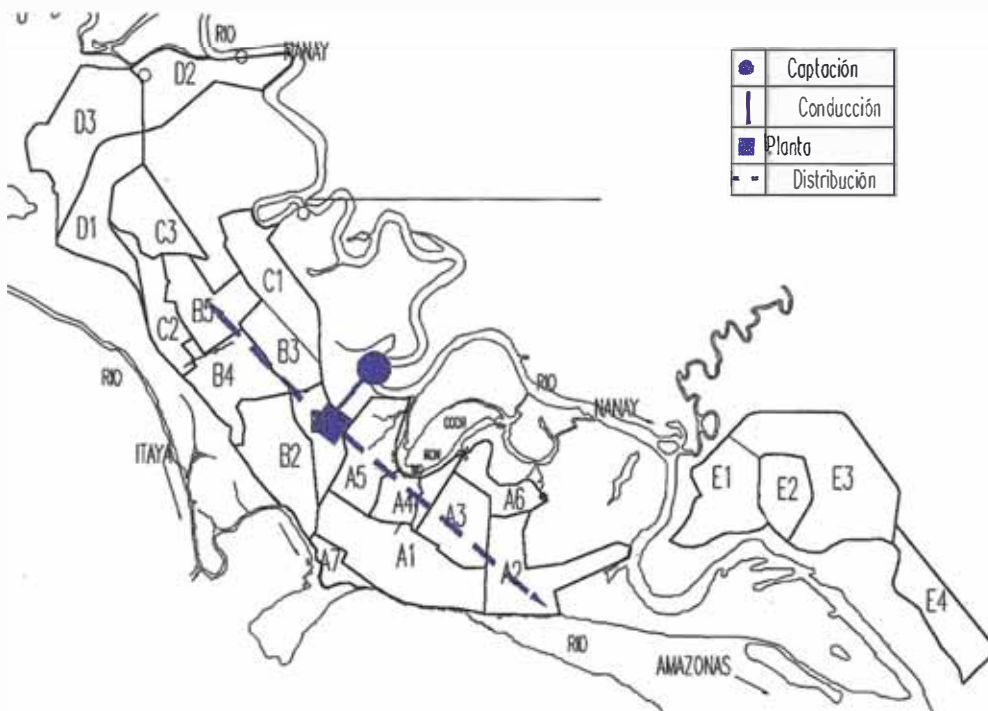 RIO
NANAY
D2
D3
D1
C3
C1
B5
C2
B3
B4
RIO
ITAYA
B2
RIO
NANAY
COCHA
A5
A4
A3
A6
A1
A7
A2
E1
E2
E3
E4
RIO
AMAZONAS
Captación
Conducción
Planta
Distribución